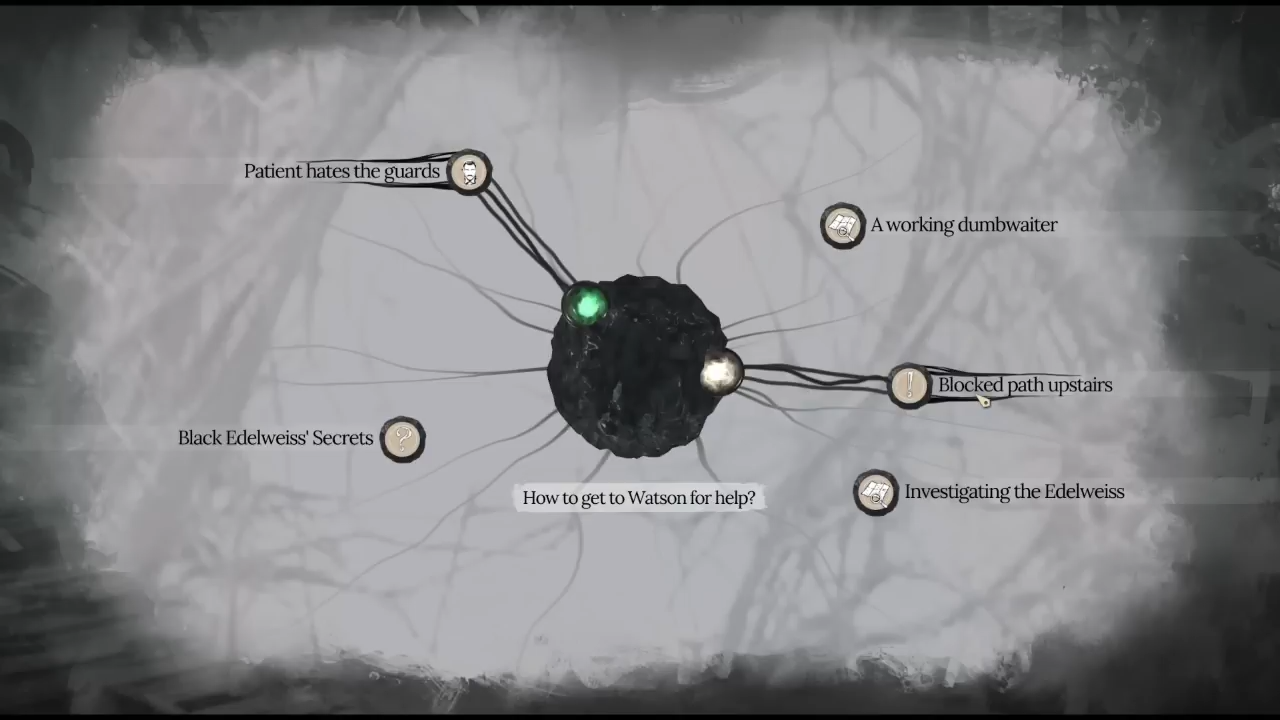 Patient hates the guards
A working dumbwaiter
Blocked path upstairs
Black Edelweiss' Secrets
Investigating the Edelweiss
How to get to Watson for help?